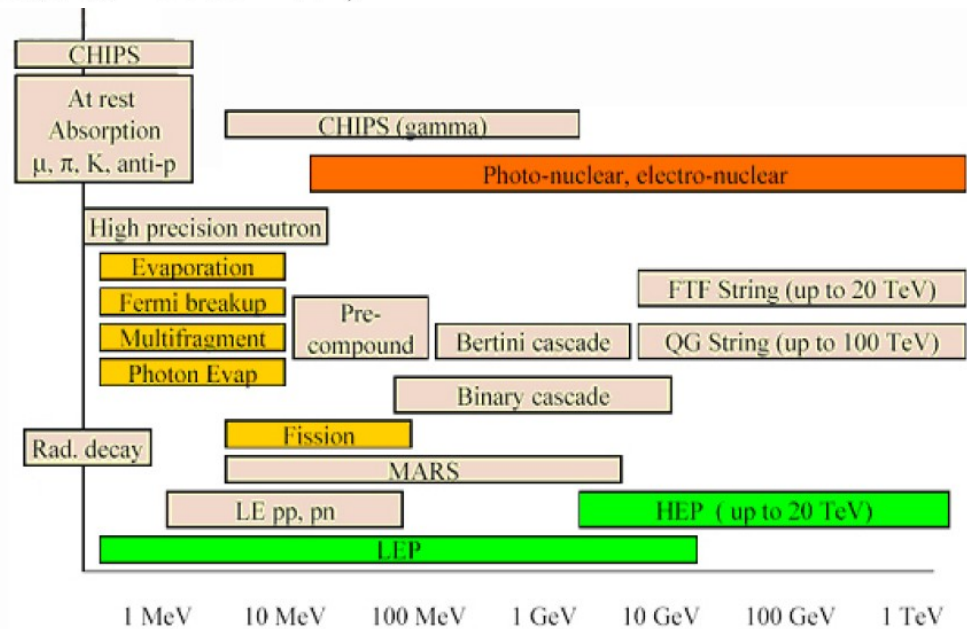 CHIPS
At rest
Absorption
μ, π, K, anti-p
CHIPS (gamma)
Photo-nuclear, electro-nuclear
High precision neutron
Evaporation
FTF String (up to 20 TeV)
Fermi breakup
Pre-
compound
Multifragment
Bertini cascade
QG String (up to 100 TeV)
Photon Evap
Binary cascade
Fission
Rad. decay
MARS
LE pp, pn
HEP ( up to 20 TeV)
LEP
1 MeV 10 MeV 100 MeV 1 GeV 10 GeV 100 GeV 1 TeV